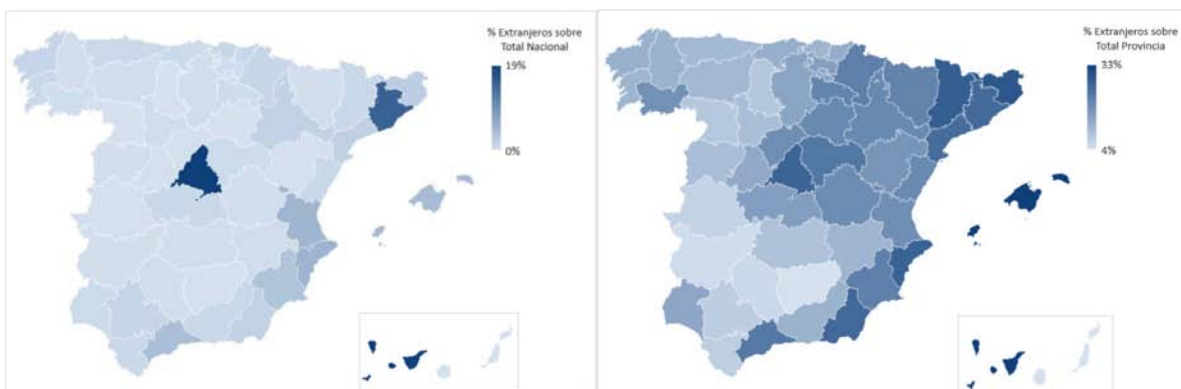 % Extranjeros sobre
Total Nacional
19%
0%
% Extranjeros sobre
Total Provincia
33%
4%